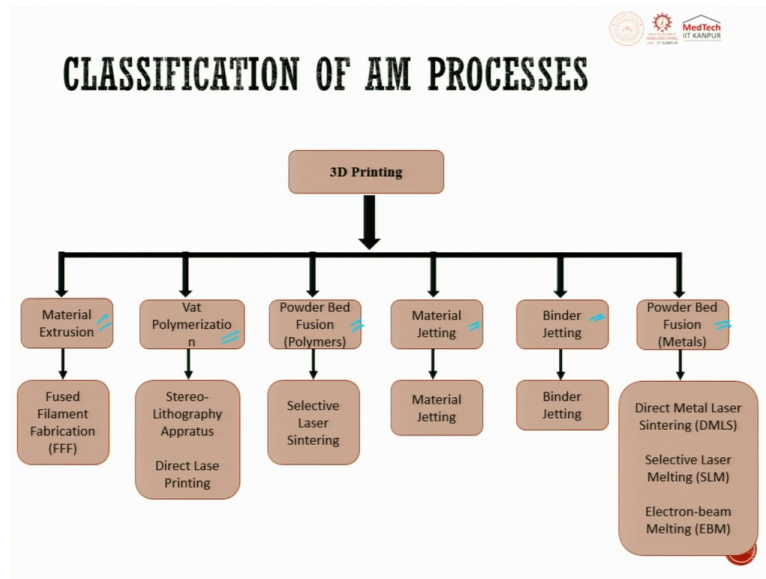 MedTech
IIT KANPUR
CLASSIFICATION OF AM PROCESSES
3D Printing
Material
Extrusion
Vat
Polymerizatio
n
Powder Bed
Fusion
(Polymers)
Material
Jetting
Binder
Jetting
Powder Bed
Fusion
(Metals)
Fused
Filament
Fabrication
(FFF)
Stereo-
Lithography
Appratus
Direct Lase
Printing
Selective
Laser
Sintering
Material
Jetting
Binder
Jetting
Direct Metal Laser
Sintering (DMLS)
Selective Laser
Melting (SLM)
Electron-beam
Melting (EBM)